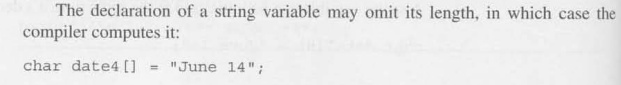 The declaration of a string variable may omit its length, in which case the
compiler computes it:
char date4[] = "June 14";